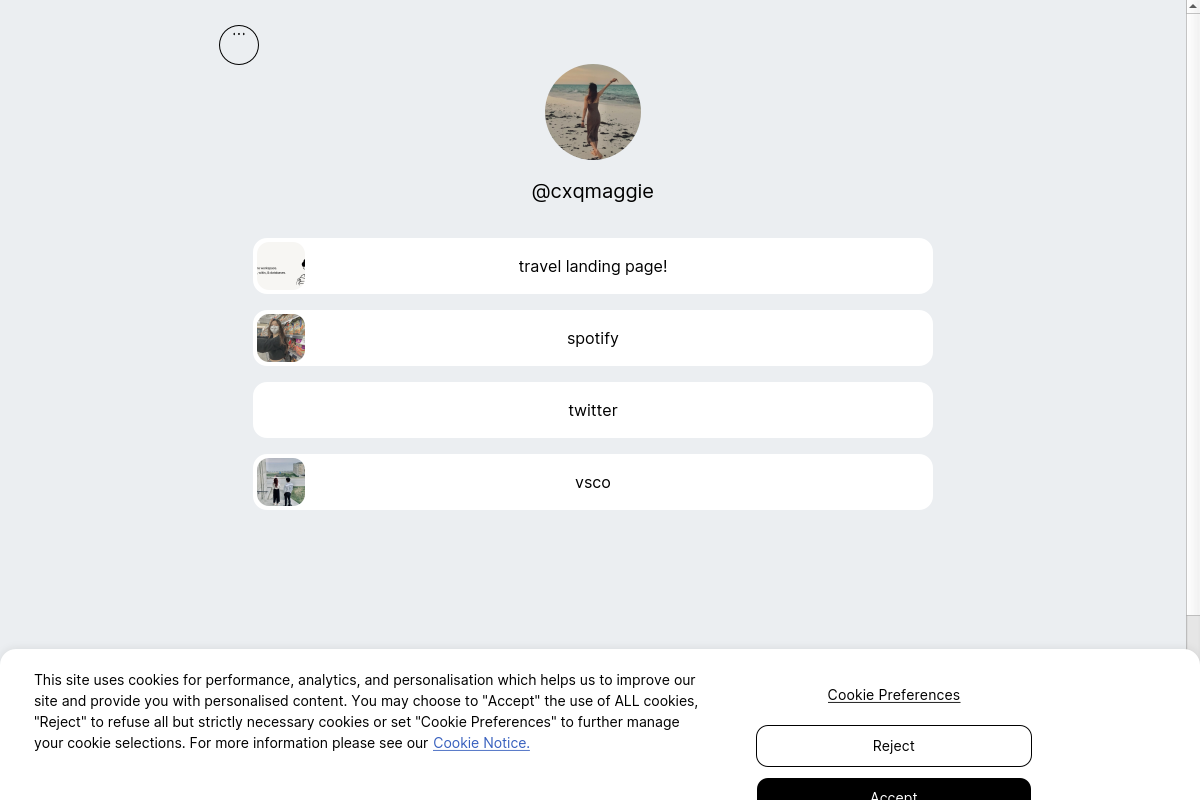 ...
@cxqmaggie
travel landing page!
spotify
twitter
vsco
This site uses cookies for performance, analytics, and personalisation which helps us to improve our
site and provide you with personalised content. You may choose to "Accept" the use of ALL cookies,
"Reject" to refuse all but strictly necessary cookies or set "Cookie Preferences" to further manage
your cookie selections. For more information please see our Cookie Notice.
Cookie Preferences
Reject
Accept